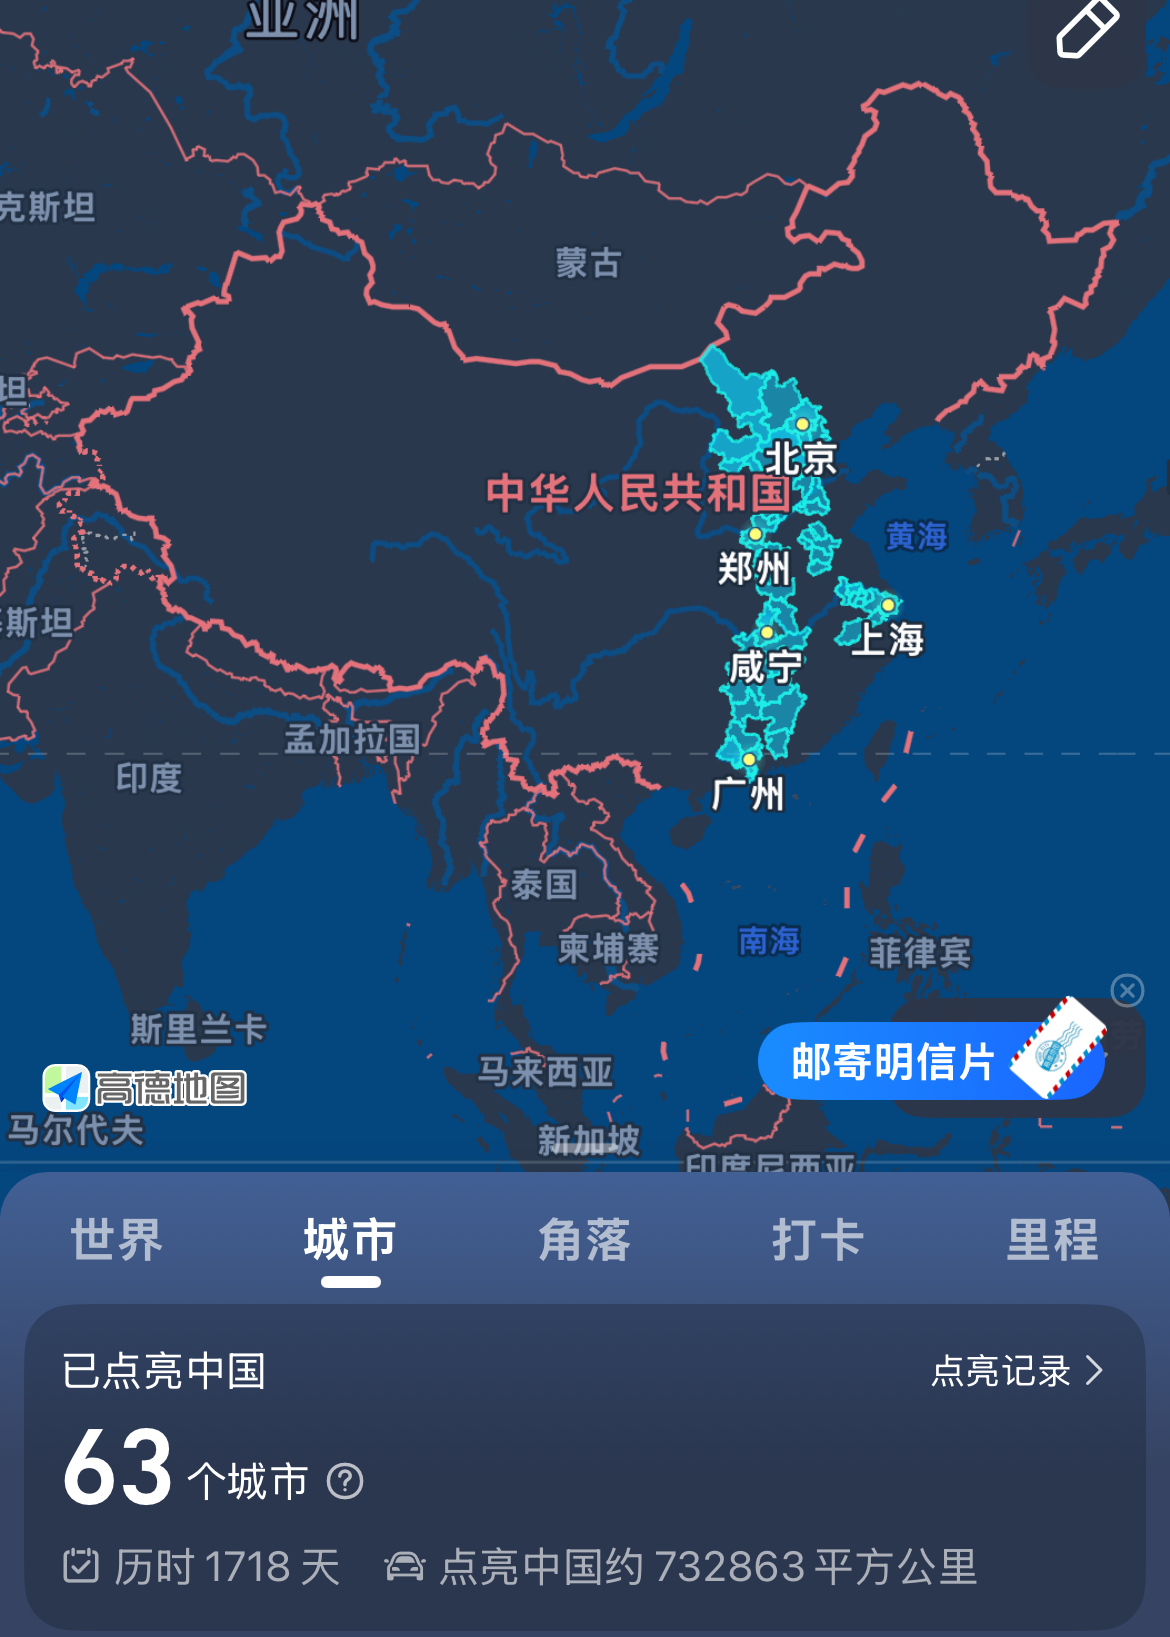 亚洲
克斯坦
蒙古
坦
北京
中华人民共和国
黄海
郑州
斯坦
上海
咸宁
孟加拉国
印度
广州
泰国
南海
柬埔寨
菲律宾
斯里兰卡
邮寄明信片
马来西亚
高德地图
马尔代夫
新加坡
印度尼西亚
世界 城市 角落 打卡 里程
已点亮中国
点亮记录
63 个城市
历时 1718 天 点亮中国约 732863 平方公里